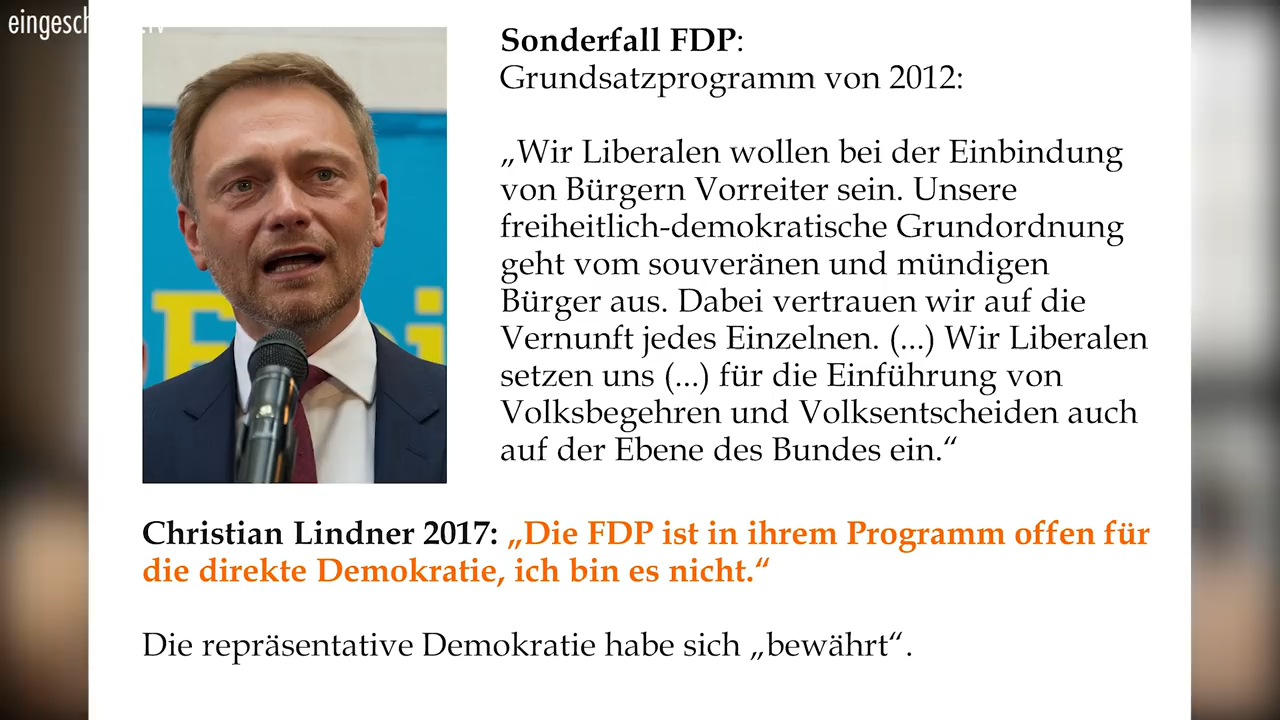 eingesch
Sonderfall FDP:
Grundsatzprogramm von 2012:
„Wir Liberalen wollen bei der Einbindung
von Bürgern Vorreiter sein. Unsere
freiheitlich-demokratische Grundordnung
geht vom souveränen und mündigen
Bürger aus. Dabei vertrauen wir auf die
Vernunft jedes Einzelnen. (...) Wir Liberalen
setzen uns (...) für die Einführung von
Volksbegehren und Volksentscheiden auch
auf der Ebene des Bundes ein.“
Christian Lindner 2017: „Die FDP ist in ihrem Programm offen für
die direkte Demokratie, ich bin es nicht.“
Die repräsentative Demokratie habe sich „bewährt“.